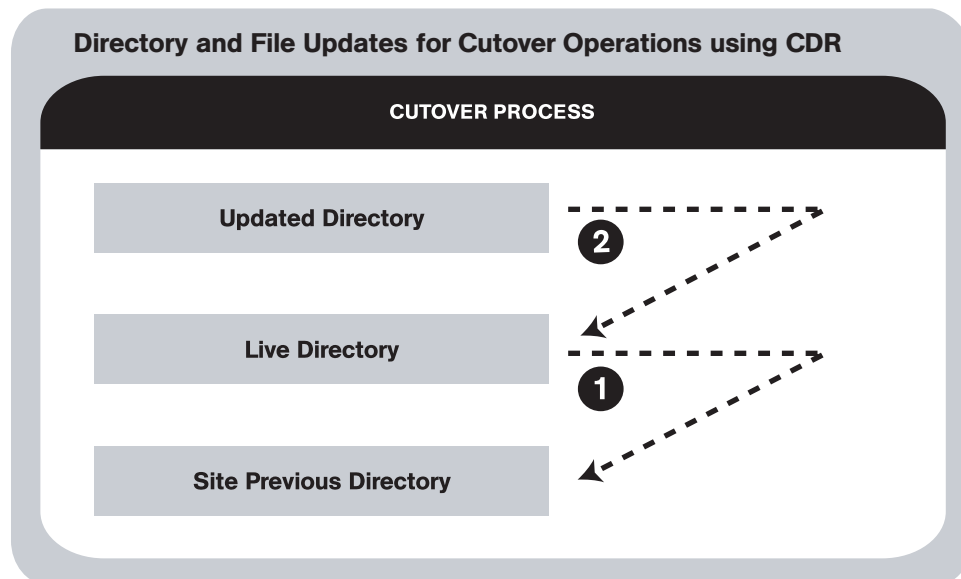 Directory and File Updates for Cutover Operations using CDR
CUTOVER PROCESS
Updated Directory
2
Live Directory
1
Site Previous Directory